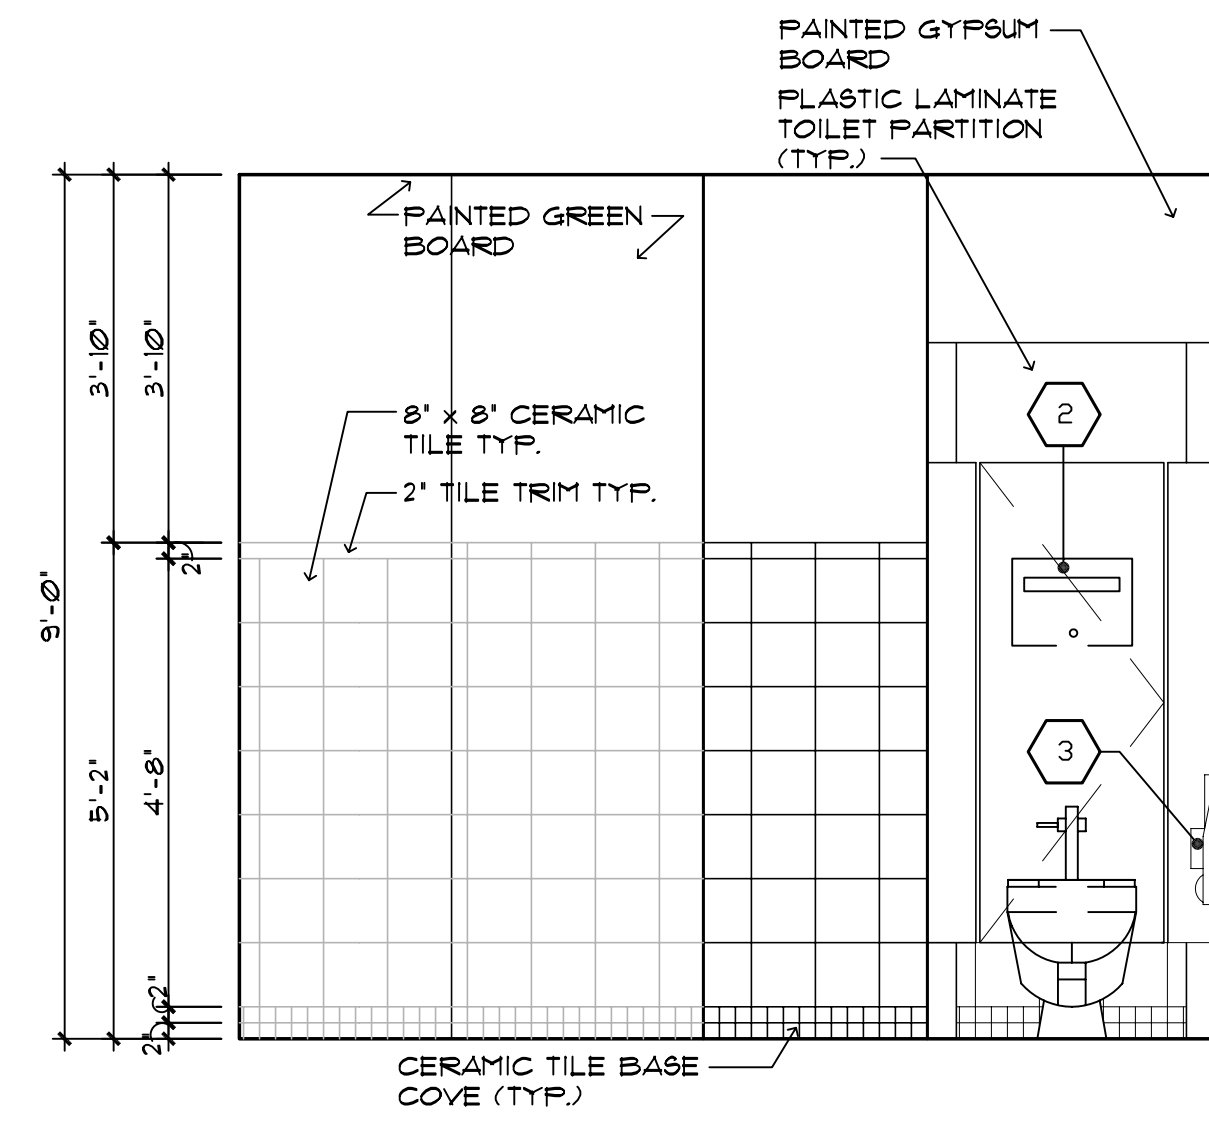 PAINTED GYPSUM
BOARD
PLASTIC LAMINATE
TOILET PARTITION
(TYP.)
PAINTED GREEN
BOARD
3'-10"
3'-10"
2
8" x 8" CERAMIC
TILE TYP.
2" TILE TRIM TYP.
2"
9'-0"
5'-2"
4'-8"
3
2"
2"
CERAMIC TILE BASE
COVE (TYP.)